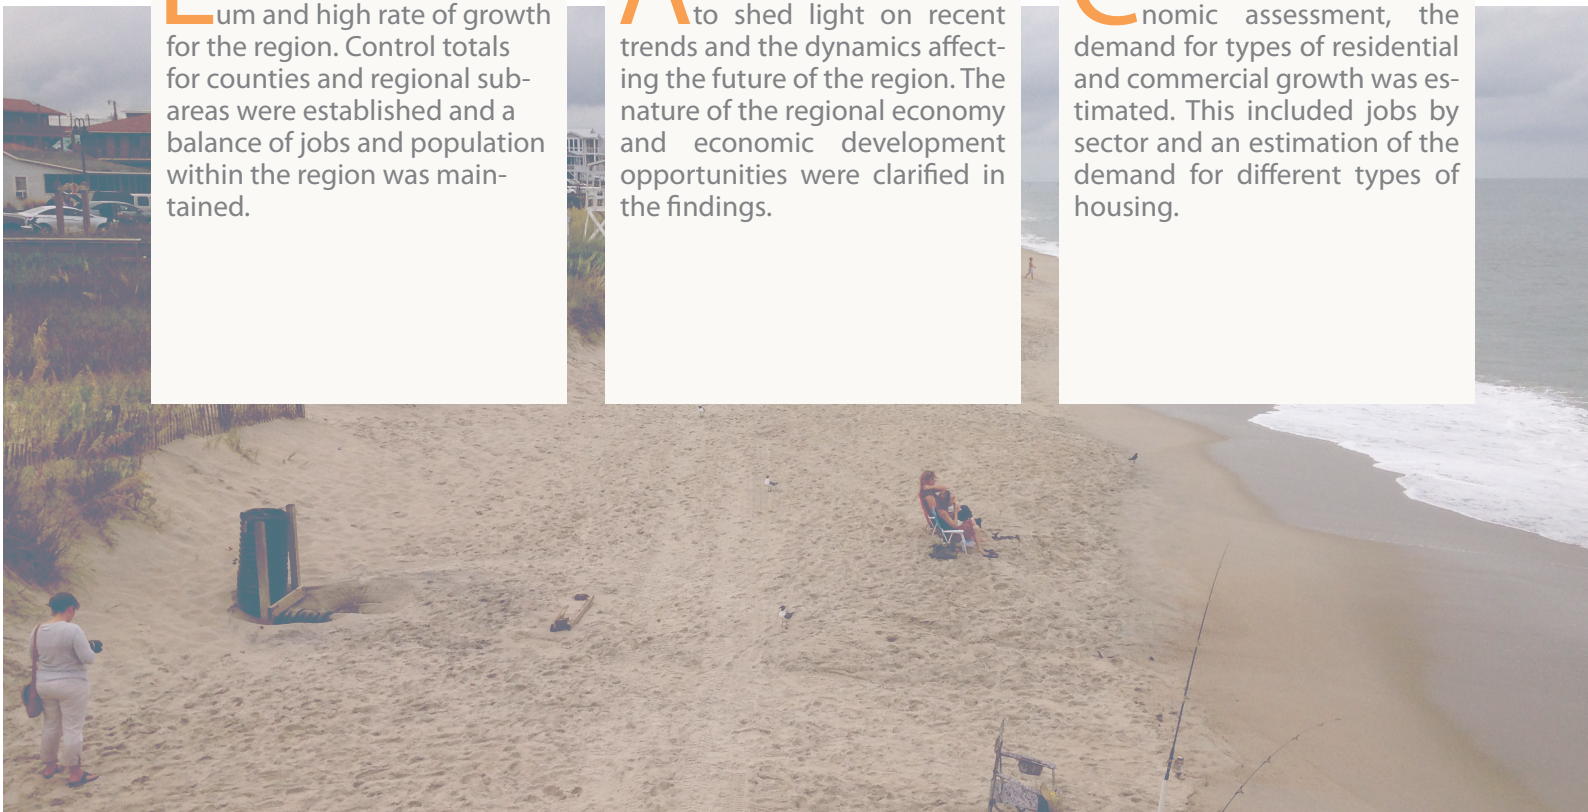 um and high rate of growth
for the region. Control totals
for counties and regional sub-
areas were established and a
balance of jobs and population
within the region was main-
tained.
to shed light on recent
trends and the dynamics affect-
ing the future of the region. The
nature of the regional economy
and economic development
opportunities were clarified in
the findings.
nomic assessment, the
demand for types of residential
and commercial growth was es-
timated. This included jobs by
sector and an estimation of the
demand for different types of
housing.